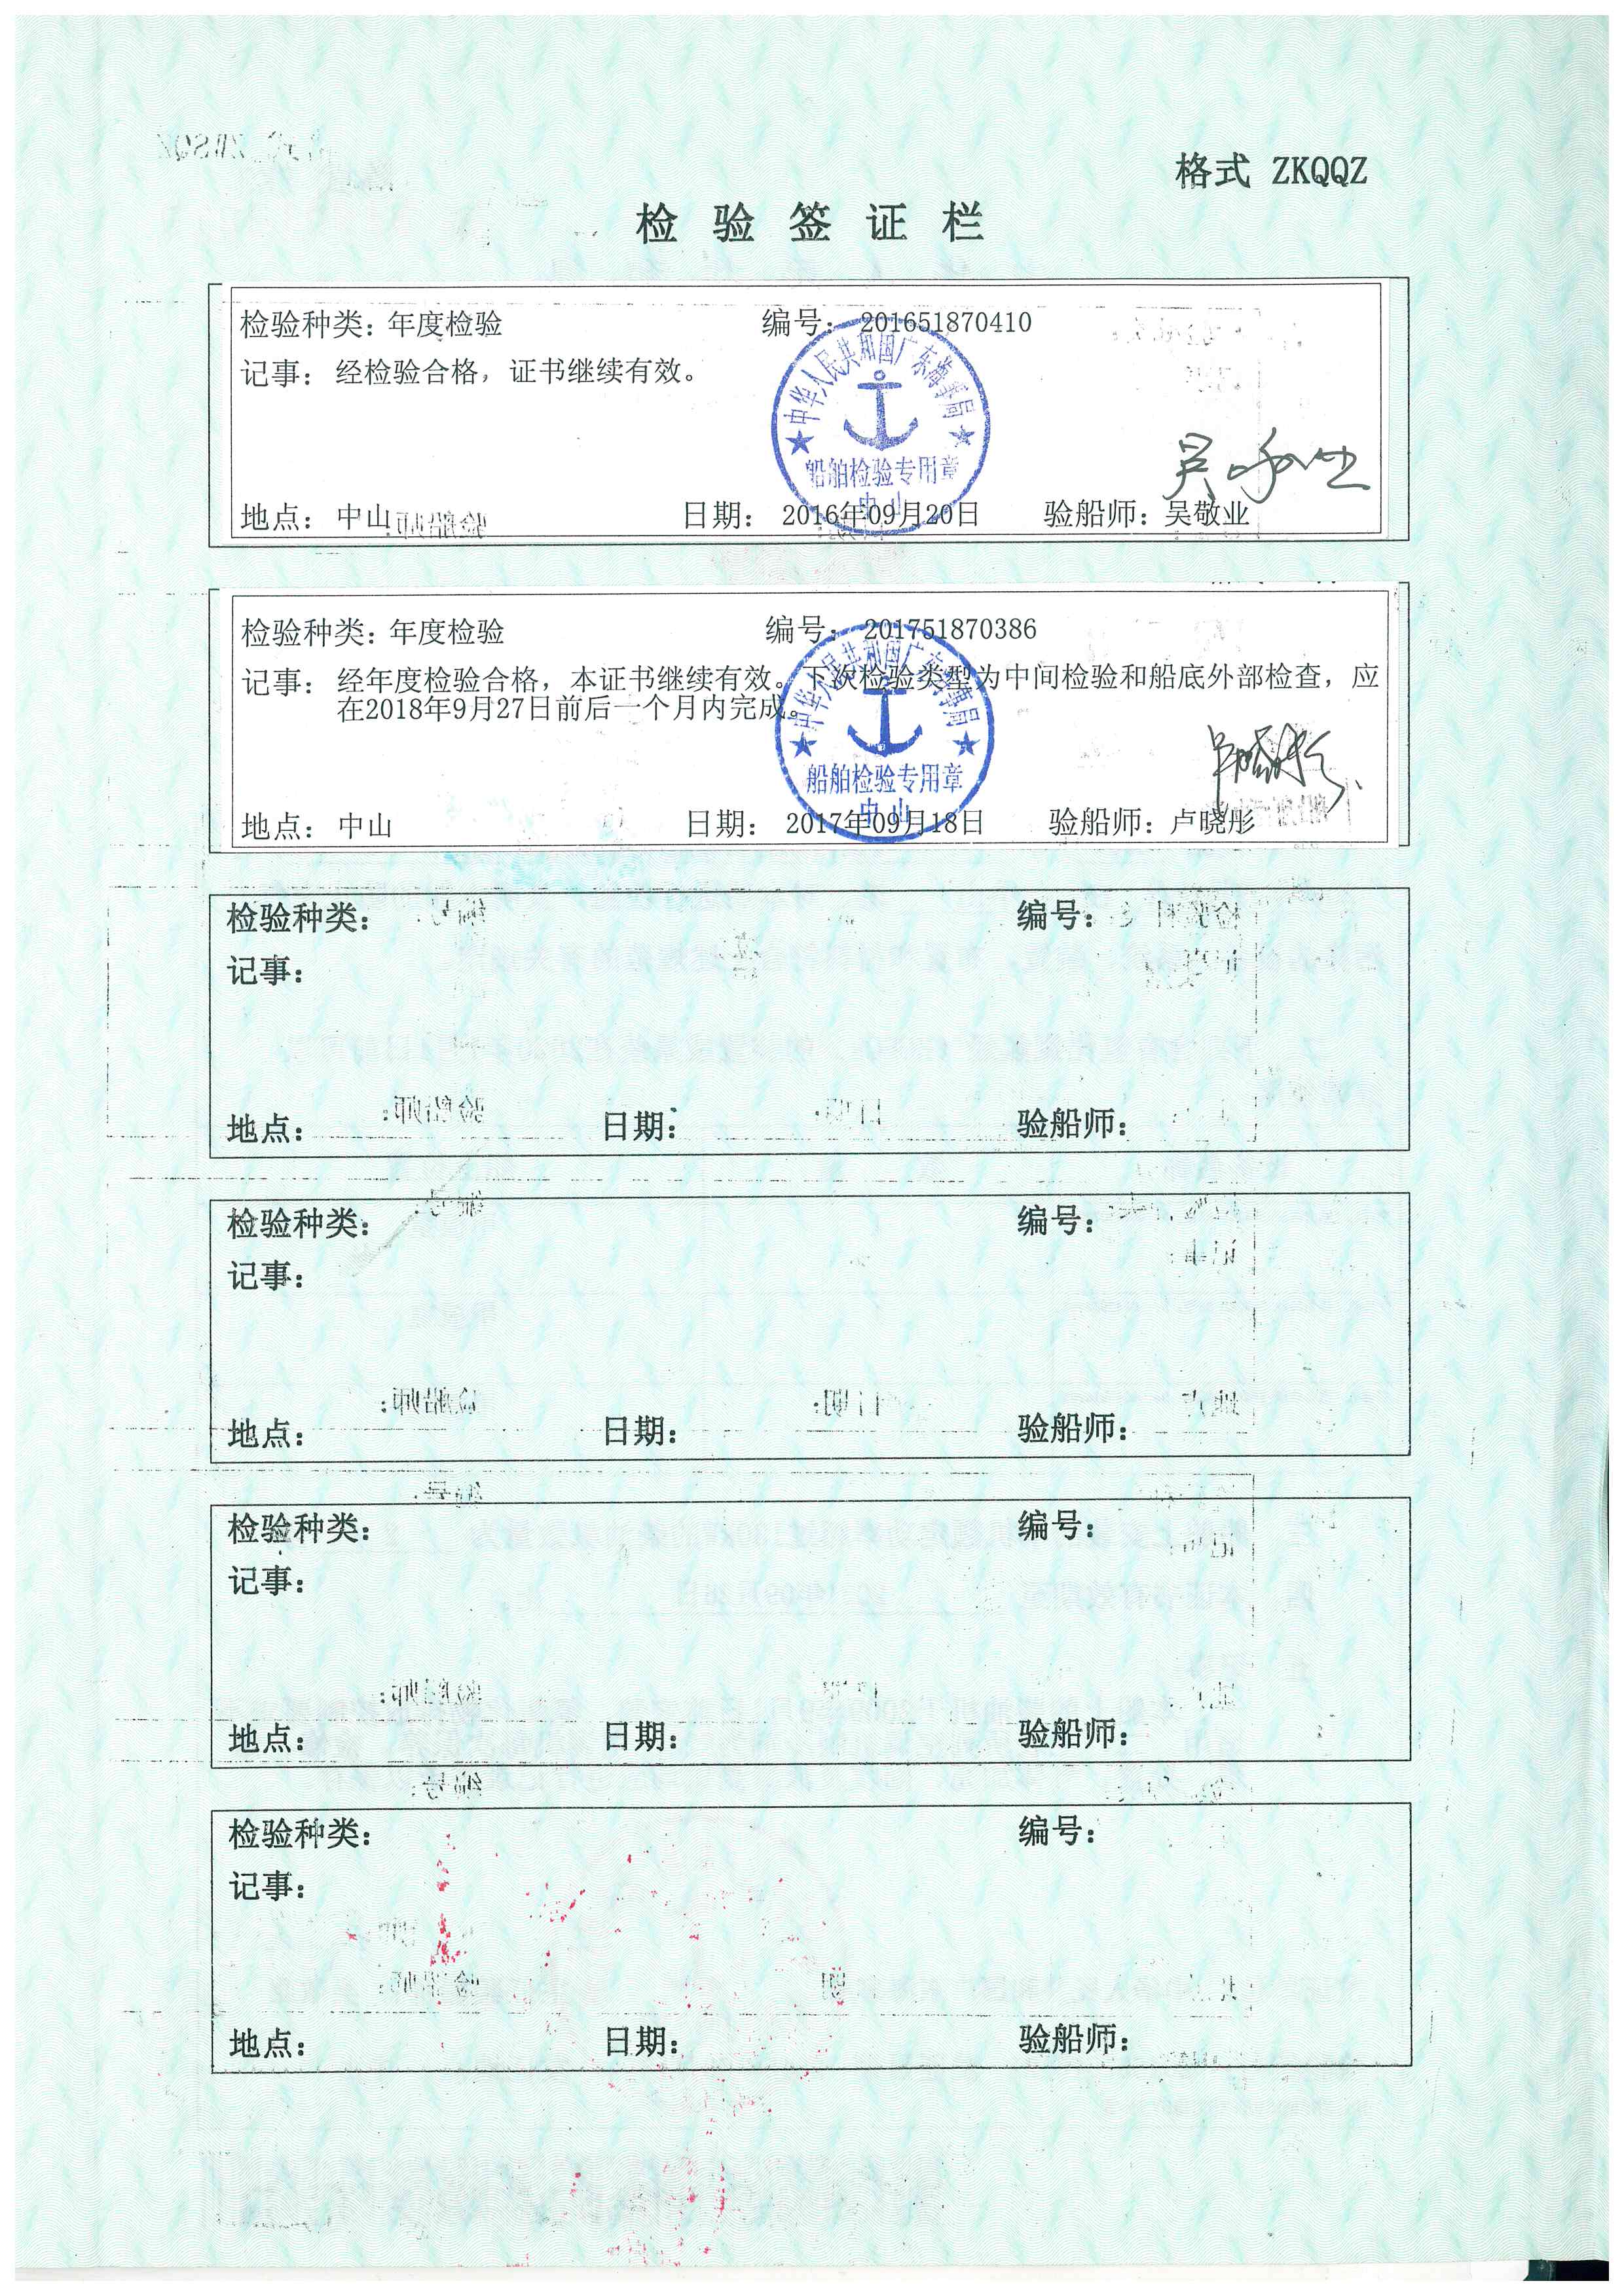 格式 ZKQQZ
检验签证栏
检验种类：年度检验 编号：201651870410
记事：经检验合格，证书继续有效。
中华人民共和国广东海事局
船舶检验专用章
中山
地点：中山 日期：2016年09月20日 验船师：吴敬业
检验种类：年度检验 编号：201751870386
记事：经年度检验合格，本证书继续有效。下次检验类型为中间检验和船底外部检查，应
在2018年9月27日前后一个月内完成。
中华人民共和国广东海事局
船舶检验专用章
中山
地点：中山 日期：2017年09月18日 验船师：卢晓彤
检验种类： 编号：
记事：
地点： 日期： 验船师：
检验种类： 编号：
记事：
地点： 日期： 验船师：
检验种类： 编号：
记事：
地点： 日期： 验船师：
检验种类： 编号：
记事：
地点： 日期： 验船师：